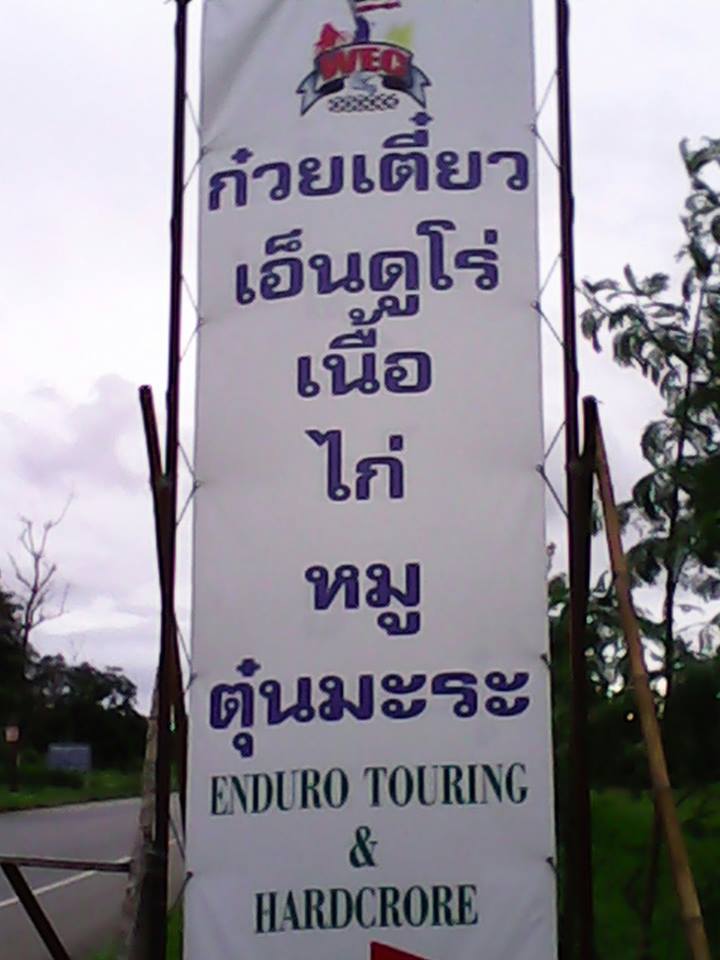 WEC
ก๋วยเตี๋ยว
เอ็นดูโร่
เนื้อ
ไก่
หมู
ตุ๋นมะระ
ENDURO TOURING
&
HARDCRORE